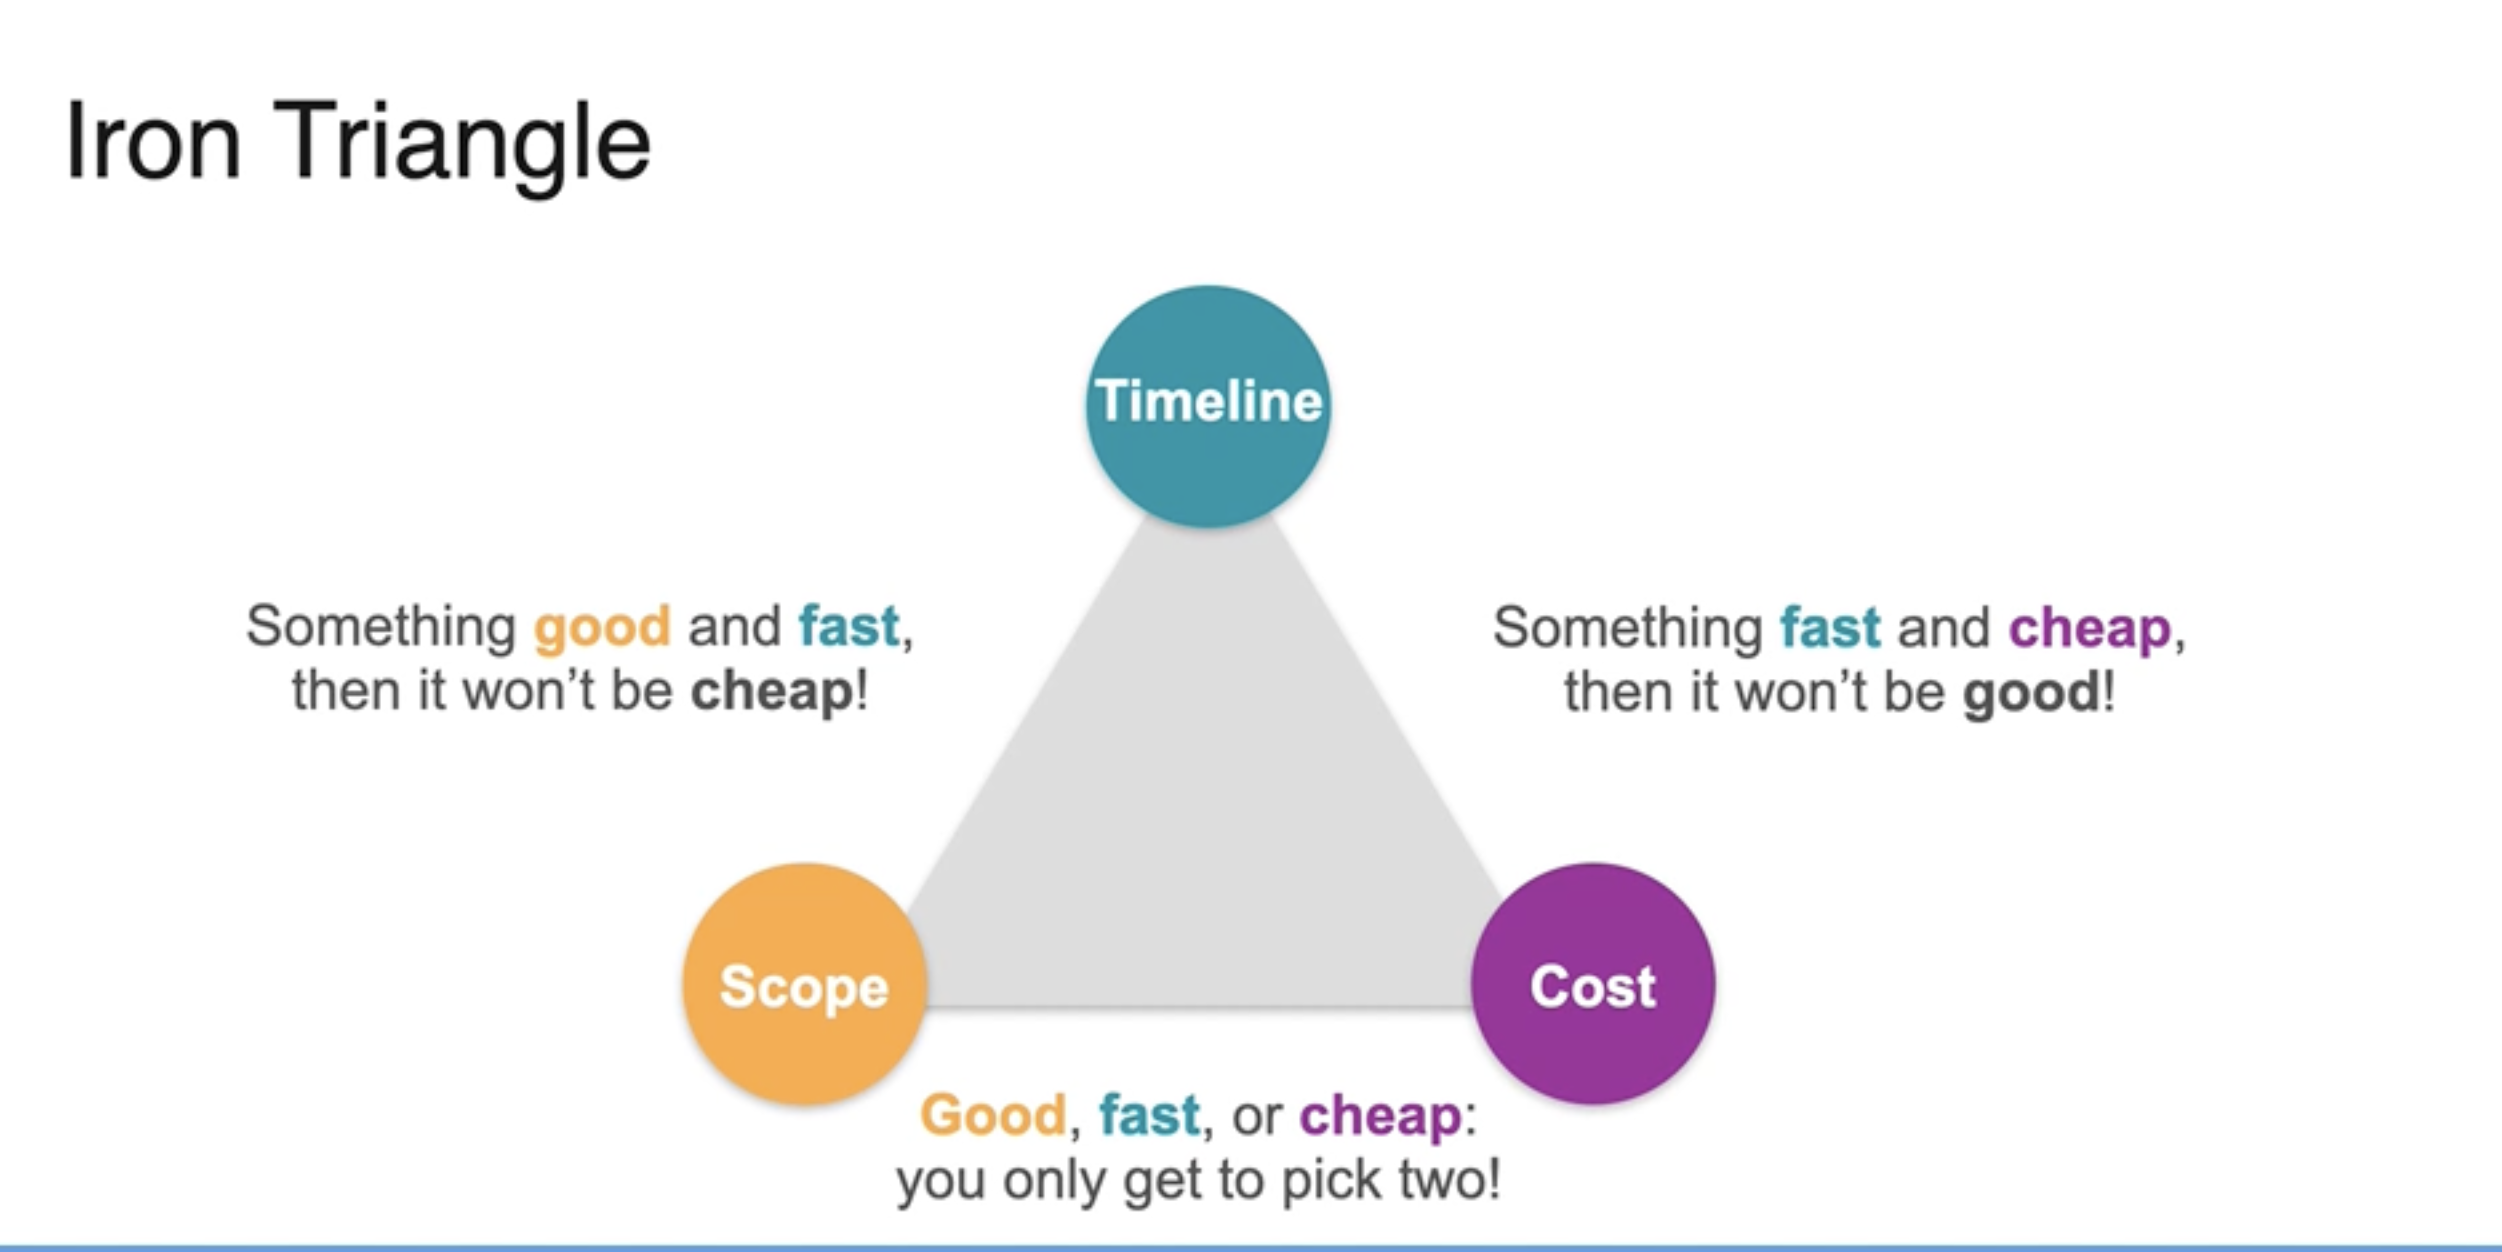 Iron Triangle
Timeline
Something good and fast,
then it won’t be cheap!
Something fast and cheap,
then it won’t be good!
Scope
Cost
Good, fast, or cheap:
you only get to pick two!